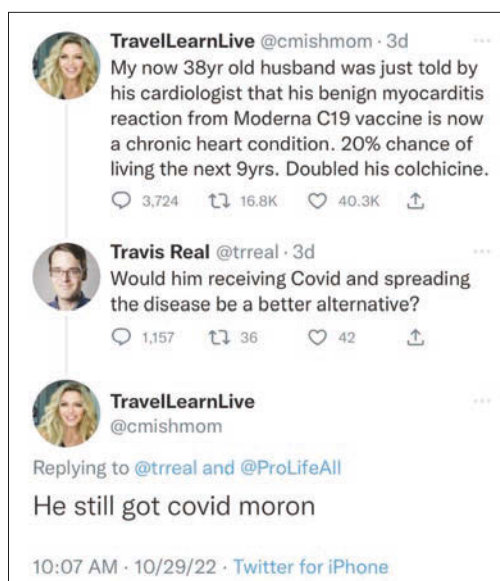 TravelLearnLive @cmishmom · 3d
My now 38yr old husband was just told by
his cardiologist that his benign myocarditis
reaction from Moderna C19 vaccine is now
a chronic heart condition. 20% chance of
living the next 9yrs. Doubled his colchicine.
3,724 16.8K 40.3K
Travis Real @trreal · 3d
Would him receiving Covid and spreading
the disease be a better alternative?
1,157 36 42
TravelLearnLive
@cmishmom
Replying to @trreal and @ProLifeAll
He still got covid moron
10:07 AM · 10/29/22 · Twitter for iPhone